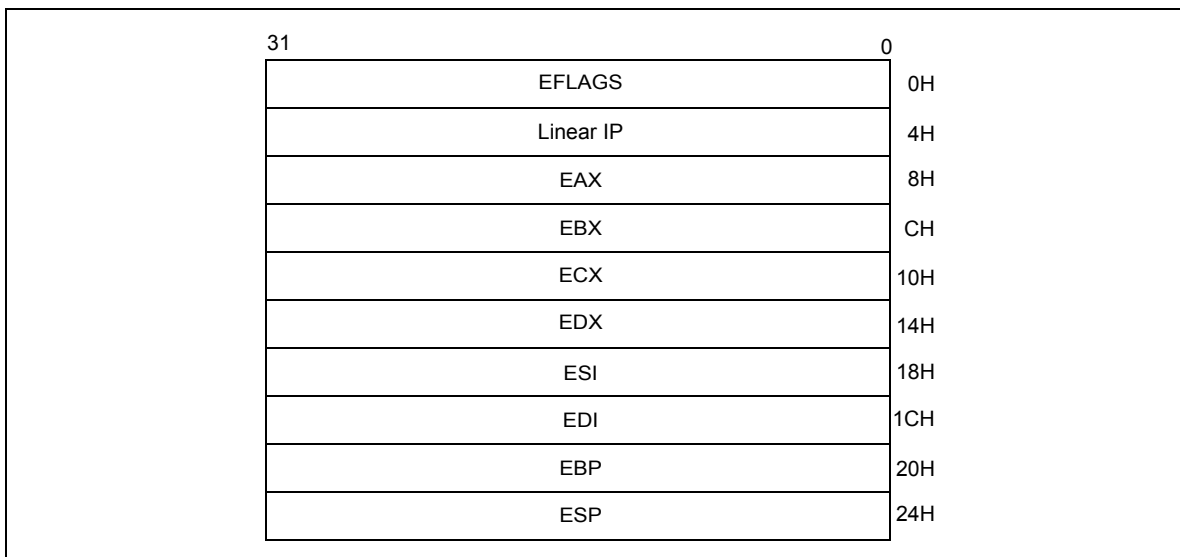 31 0
EFLAGS 0H
Linear IP 4H
EAX 8H
EBX CH
ECX 10H
EDX 14H
ESI 18H
EDI 1CH
EBP 20H
ESP 24H